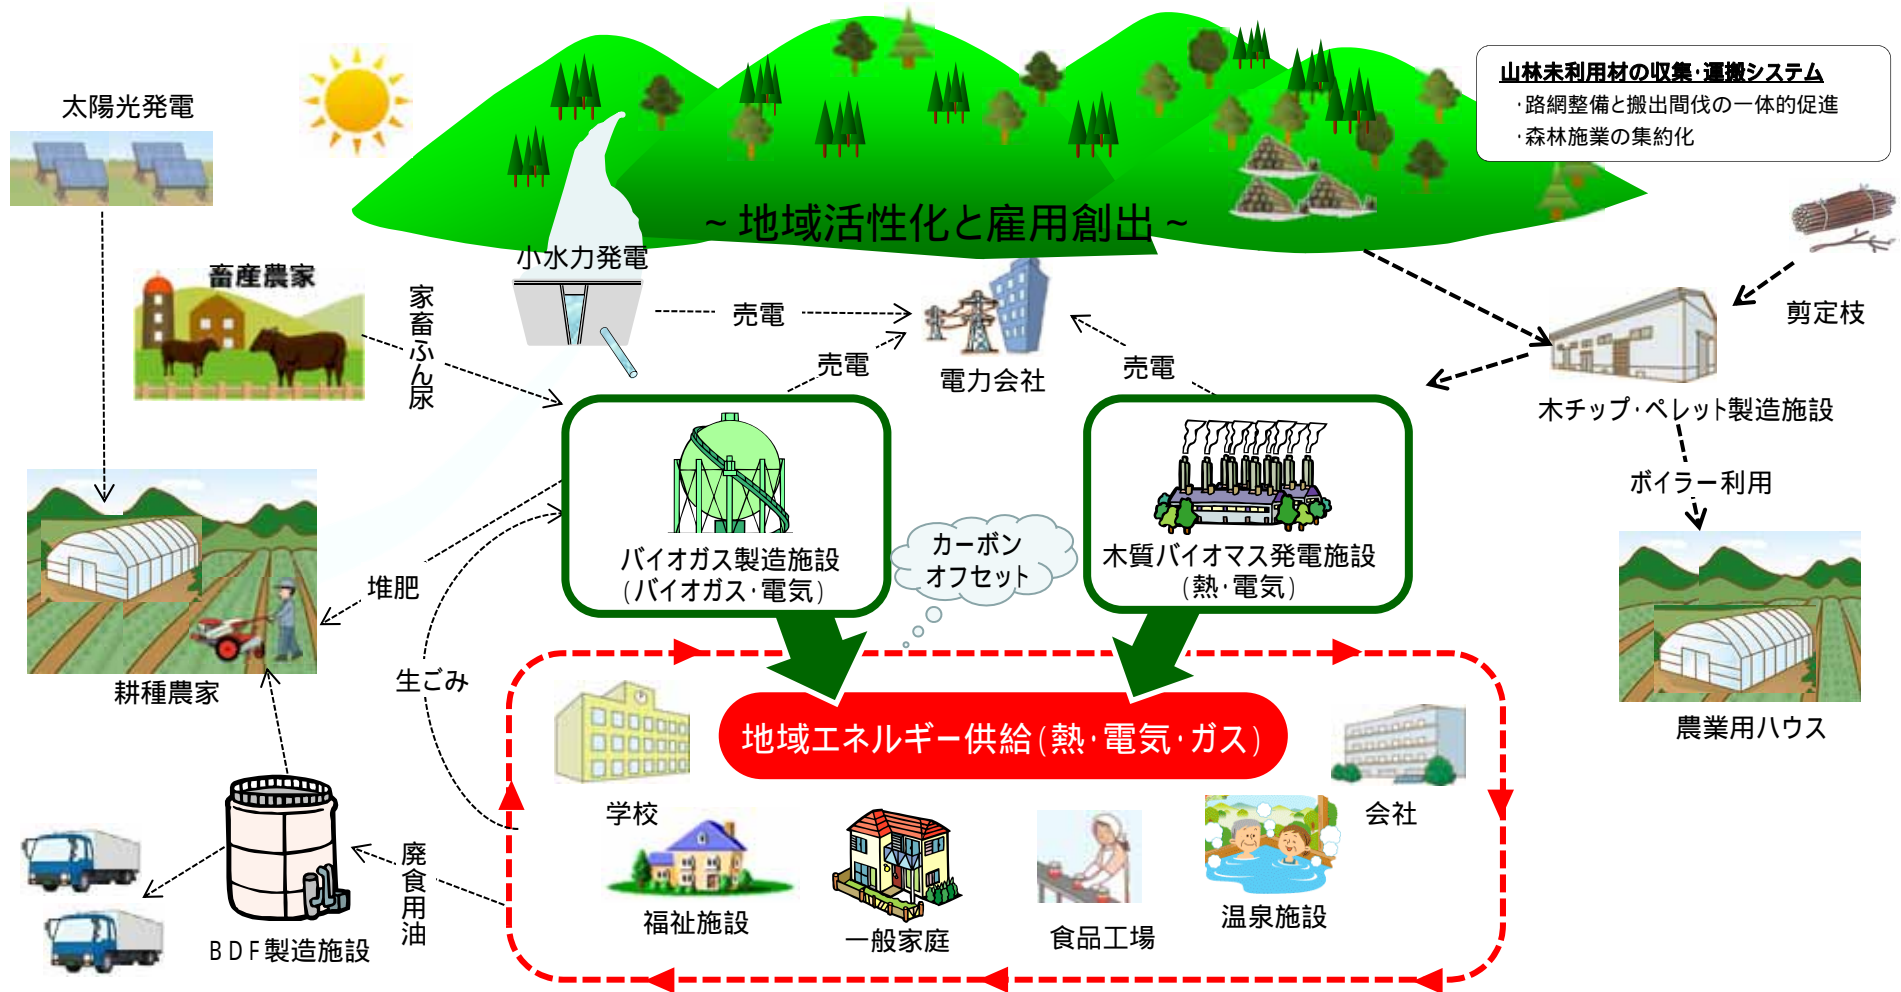 山林未利用材の収集・運搬システム
・路網整備と搬出間伐の一体的促進
・森林施業の集約化
太陽光発電
～地域活性化と雇用創出～
小水力発電
畜産農家
家畜ふん尿
売電
売電
売電
電力会社
剪定枝
木チップ・ペレット製造施設
ボイラー利用
バイオガス製造施設
(バイオガス・電気)
カーボン
オフセット
木質バイオマス発電施設
(熱・電気)
堆肥
生ごみ
耕種農家
農業用ハウス
地域エネルギー供給(熱・電気・ガス)
学校
会社
廃食用油
福祉施設
一般家庭
食品工場
温泉施設
BDF製造施設